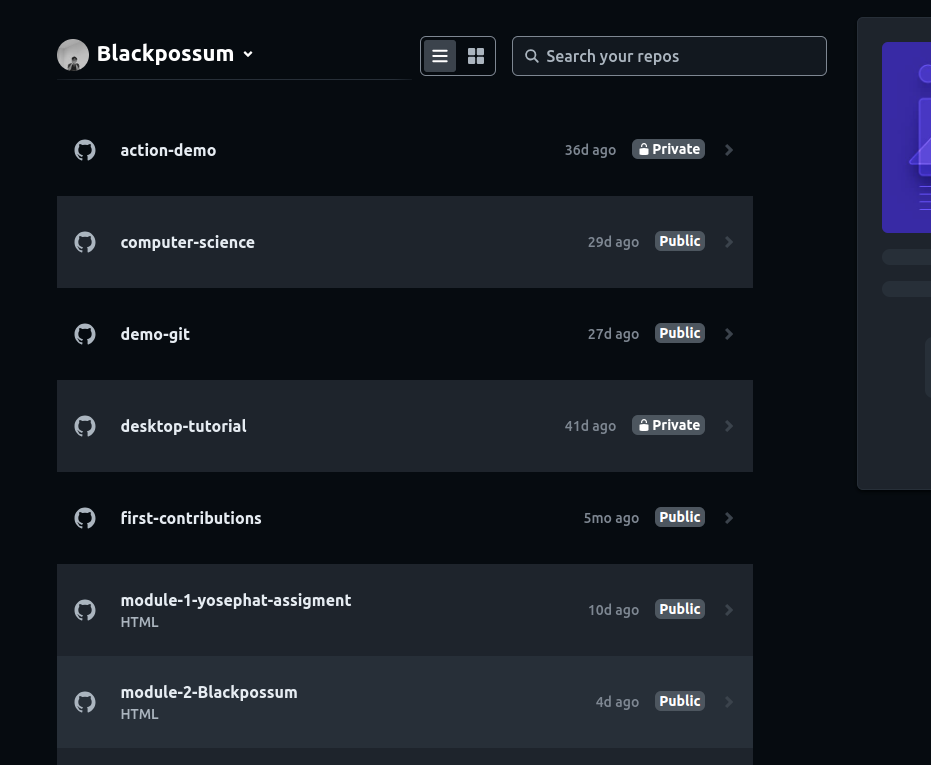 Blackpossum
Search your repos
action-demo 36d ago Private
computer-science 29d ago Public
demo-git 27d ago Public
desktop-tutorial 41d ago Private
first-contributions 5mo ago Public
module-1-yosephat-assigment 10d ago Public
HTML
module-2-Blackpossum 4d ago Public
HTML